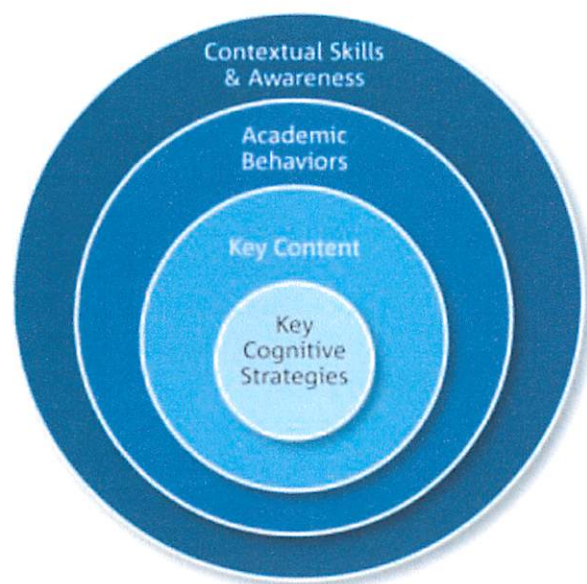 Contextual Skills
& Awareness
Academic
Behaviors
Key Content
Key
Cognitive
Strategies